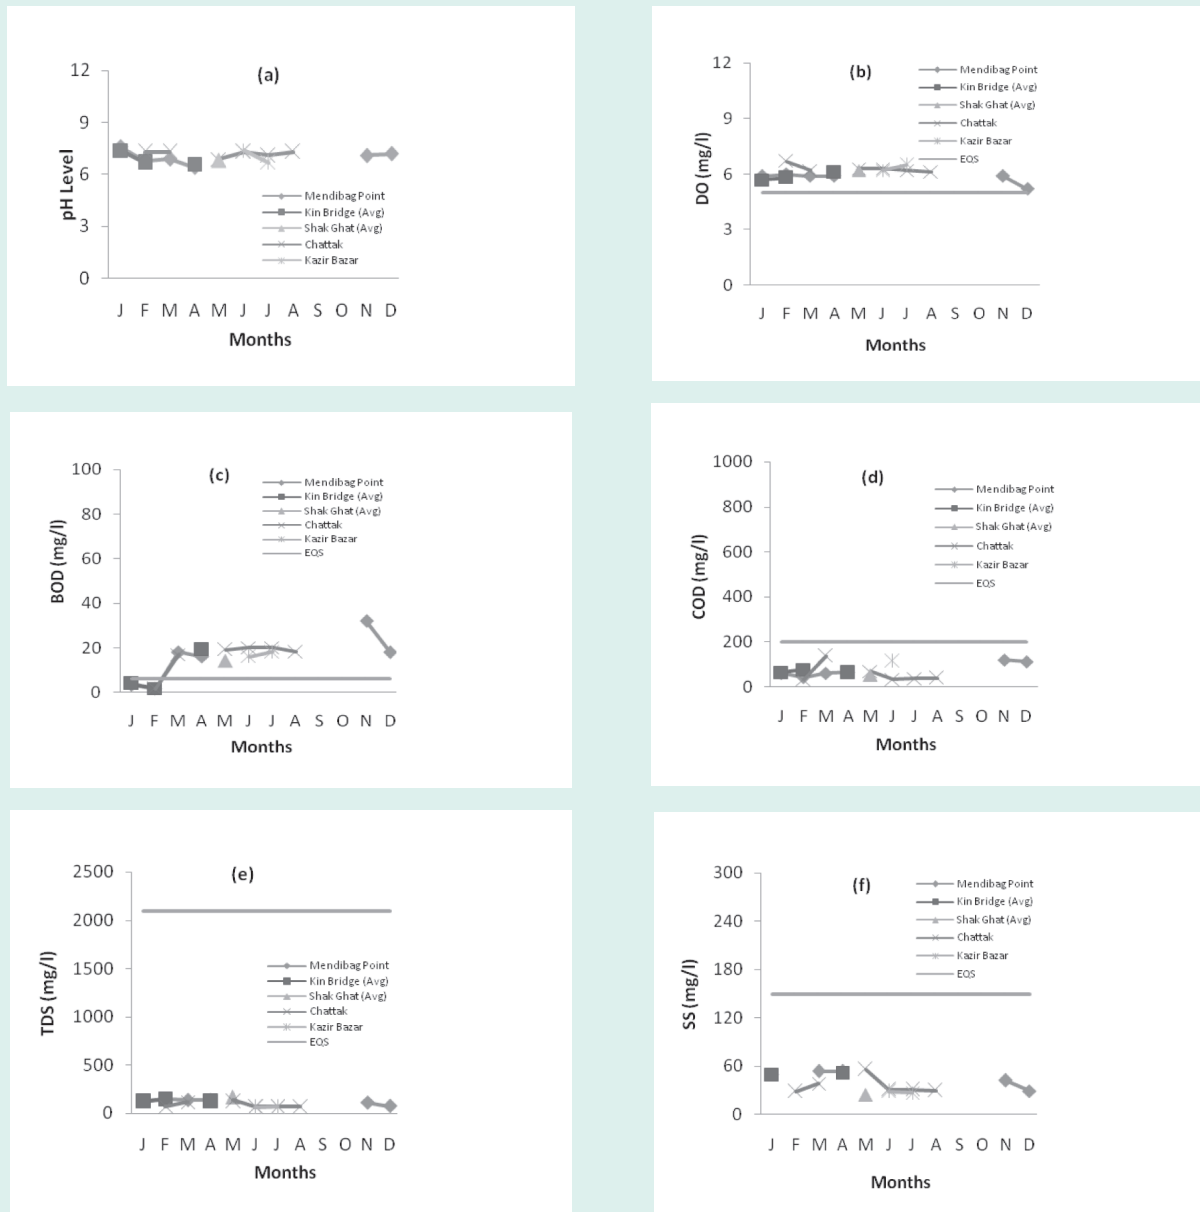 (a)
12
9
6
3
0
pH Level
Mendibag Point
Kin Bridge (Avg)
Shak Ghat (Avg)
Chattak
Kazir Bazar
J F M A M J J A S O N D
Months
(b)
12
9
6
3
0
DO (mg/l)
Mendibag Point
Kin Bridge (Avg)
Shak Ghat (Avg)
Chattak
Kazir Bazar
EQS
J F M A M J J A S O N D
Months
(c)
100
80
60
40
20
0
BOD (mg/l)
Mendibag Point
Kin Bridge (Avg)
Shak Ghat (Avg)
Chattak
Kazir Bazar
EQS
J F M A M J J A S O N D
Months
(d)
1000
800
600
400
200
0
COD (mg/l)
Mendibag Point
Kin Bridge (Avg)
Shak Ghat (Avg)
Chattak
Kazir Bazar
EQS
J F M A M J J A S O N D
Months
(e)
2500
2000
1500
1000
500
0
TDS (mg/l)
Mendibag Point
Kin Bridge (Avg)
Shak Ghat (Avg)
Chattak
Kazir Bazar
EQS
J F M A M J J A S O N D
Months
(f)
300
240
180
120
60
0
SS (mg/l)
Mendibag Point
Kin Bridge (Avg)
Shak Ghat (Avg)
Chattak
Kazir Bazar
EQS
J F M A M J J A S O N D
Months